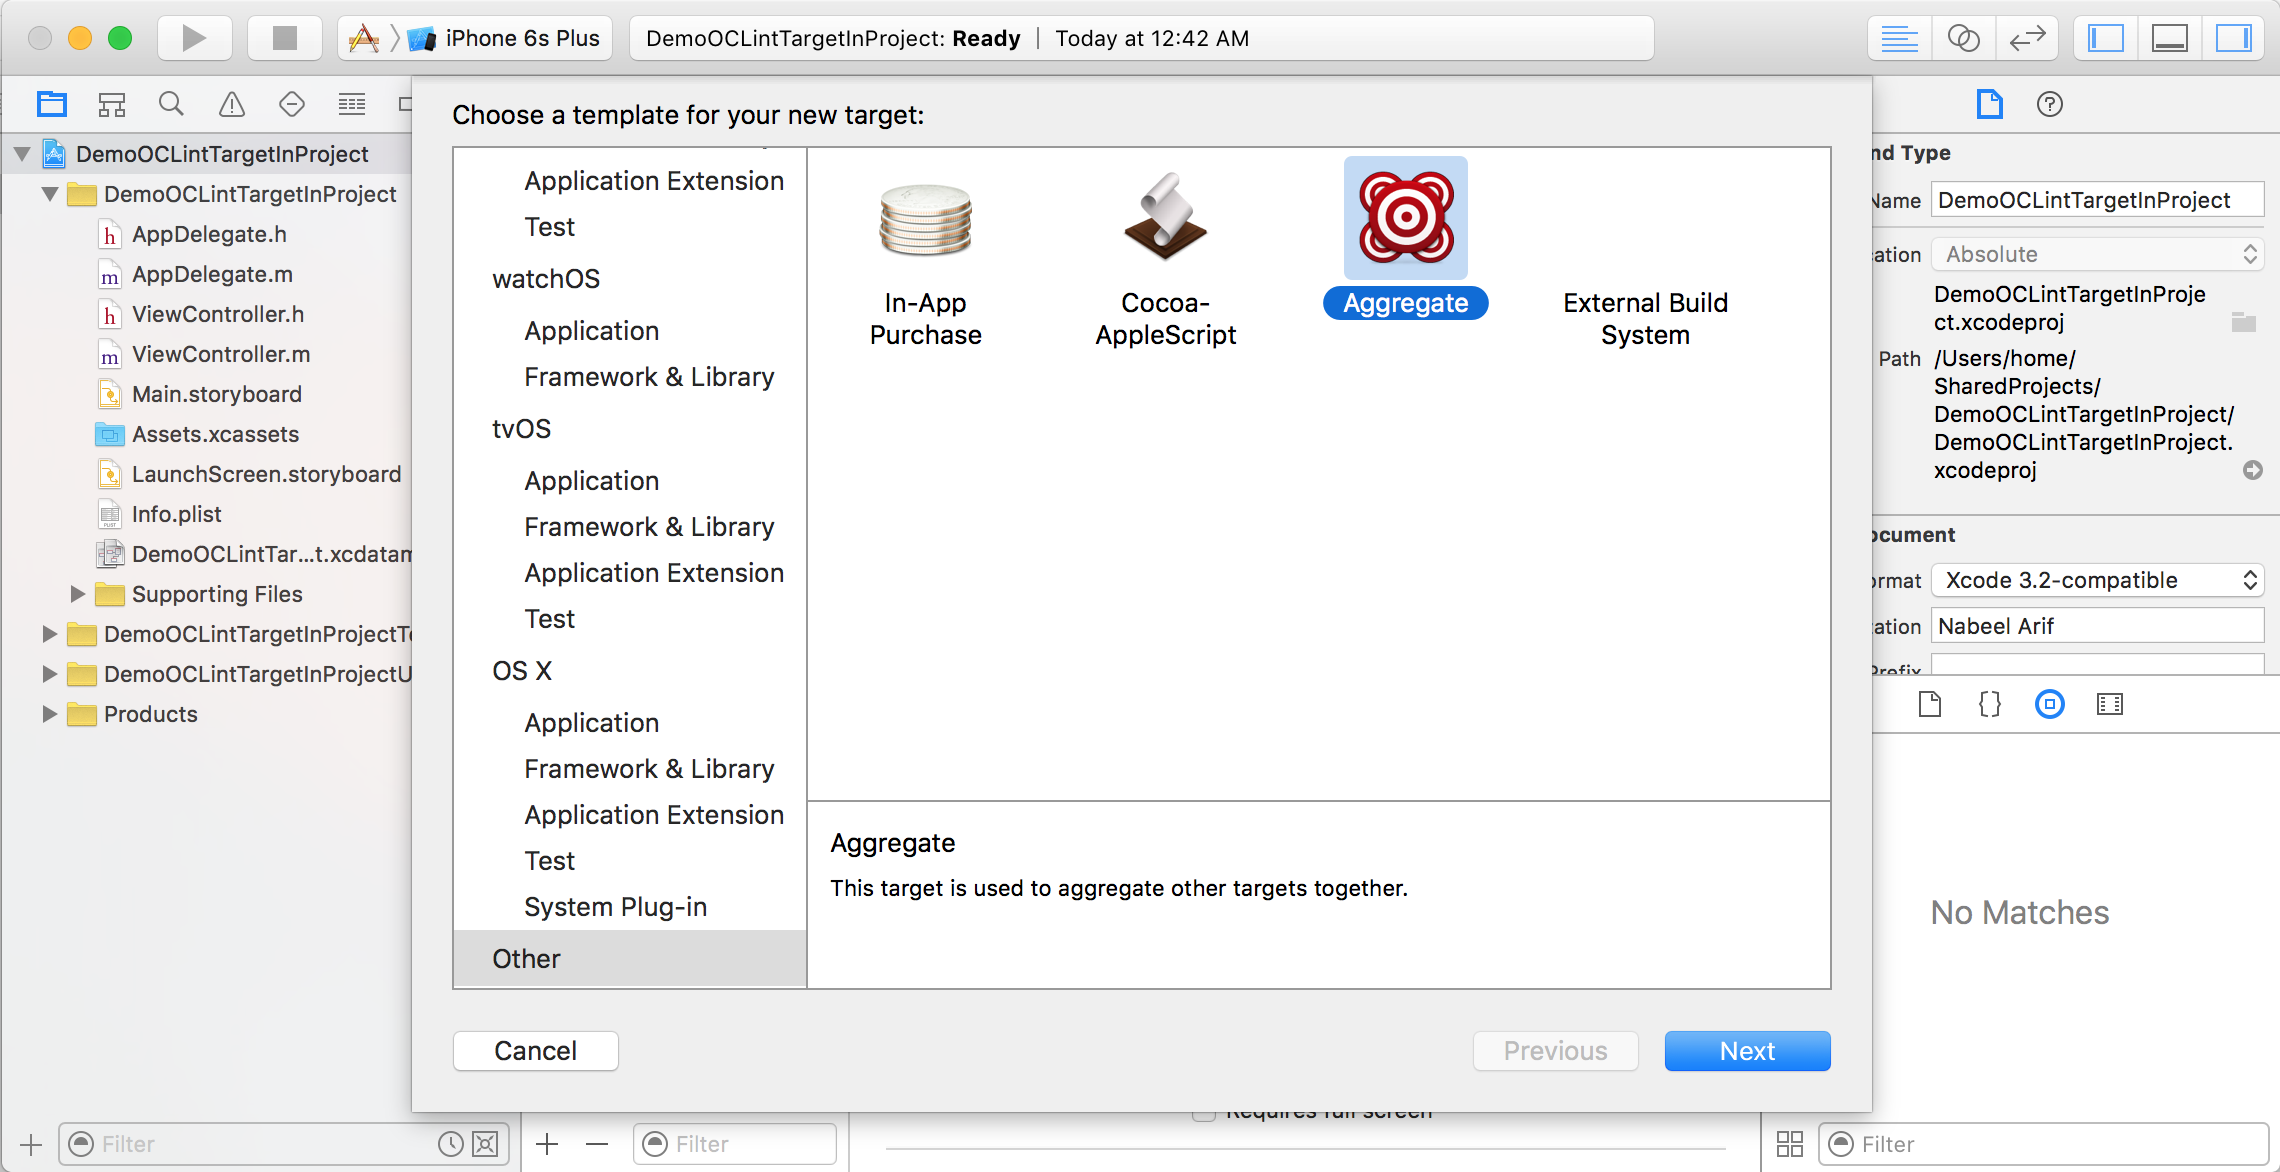 iPhone 6s Plus
DemoOCLintTargetInProject: Ready | Today at 12:42 AM
DemoOCLintTargetInProject
DemoOCLintTargetInProject
AppDelegate.h
AppDelegate.m
ViewController.h
ViewController.m
Main.storyboard
Assets.xcassets
LaunchScreen.storyboard
Info.plist
DemoOCLintTar...t.xcdatam
Supporting Files
DemoOCLintTargetInProjectTe
DemoOCLintTargetInProjectU
Products
Filter
Choose a template for your new target:
Application Extension
Test
watchOS
Application
Framework & Library
tvOS
Application
Framework & Library
Application Extension
Test
OS X
Application
Framework & Library
Application Extension
Test
System Plug-in
Other
In-App
Purchase
Cocoa-
AppleScript
Aggregate
External Build
System
Aggregate
This target is used to aggregate other targets together.
Cancel
Previous
Next
Requires full screen
Filter
nd Type
Name DemoOCLintTargetInProject
ation Absolute
DemoOCLintTargetInProje
ct.xcodeproj
Path /Users/home/
SharedProjects/
DemoOCLintTargetInProject/
DemoOCLintTargetInProject.
xcodeproj
ocument
ormat Xcode 3.2-compatible
ation Nabeel Arif
Prefix
No Matches
Filter